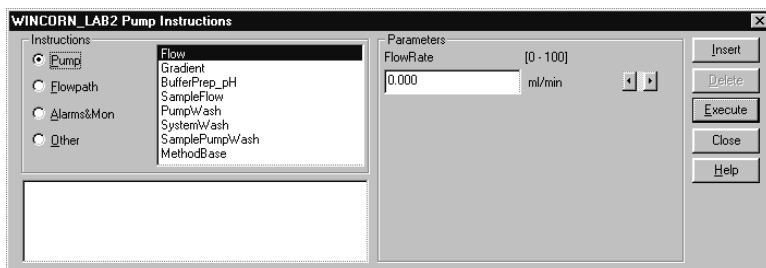 WINCORN_LAB2 Pump Instructions
Instructions
Pump
Flowpath
Alarms&Mon
Other
Flow
Gradient
BufferPrep_pH
SampleFlow
PumpWash
SystemWash
SamplePumpWash
MethodBase
Parameters
FlowRate [0 - 100]
0.000 ml/min
Insert
Delete
Execute
Close
Help